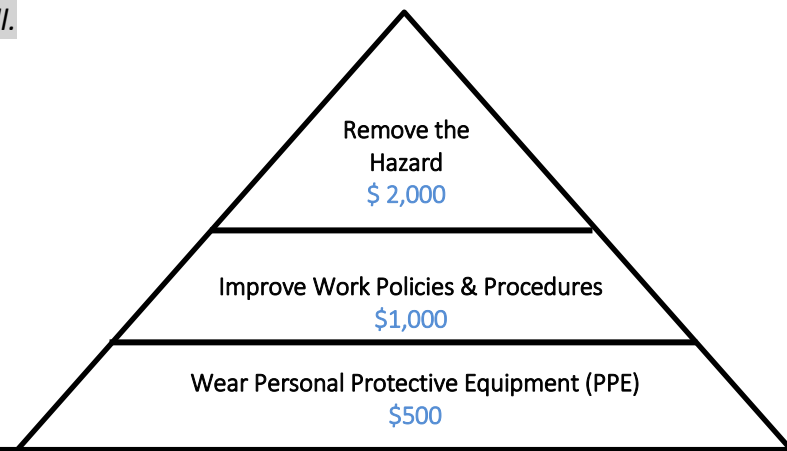 Remove the
Hazard
$ 2,000
Improve Work Policies & Procedures
$1,000
Wear Personal Protective Equipment (PPE)
$500